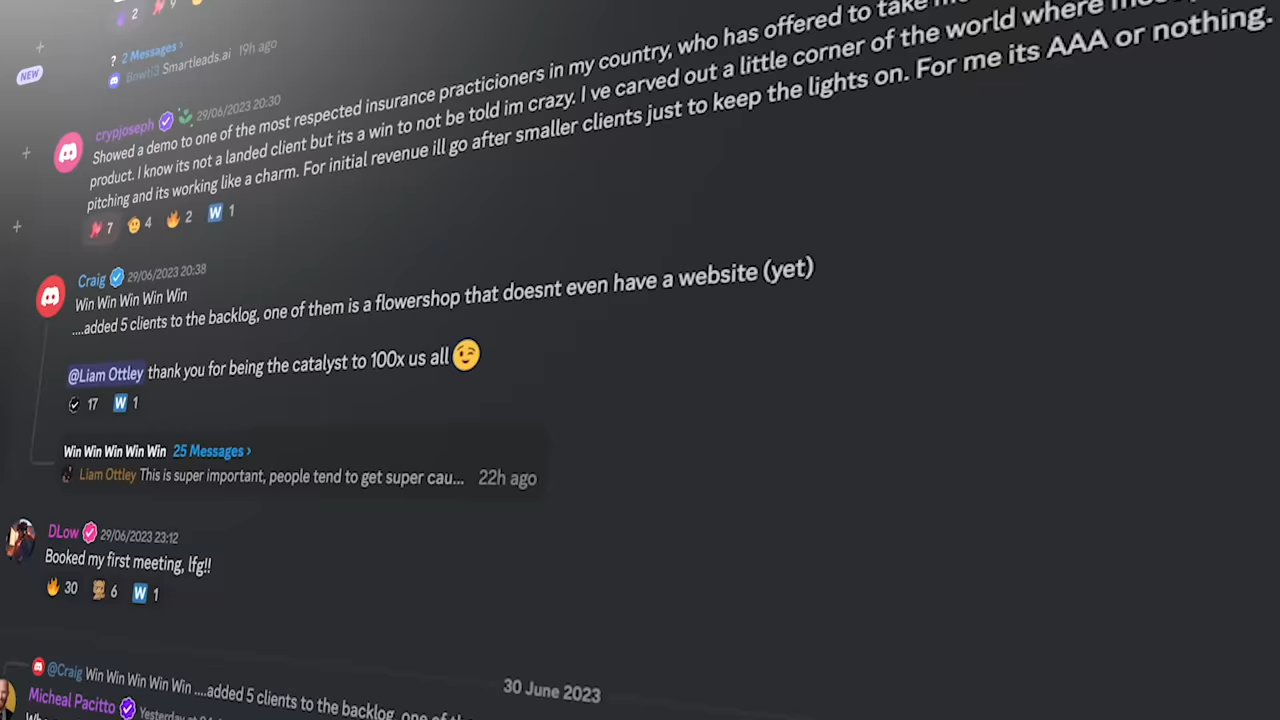 2
9
NEW
2 Messages ›
Bnwti3 Smartleads.ai 19h ago
crypjoseph 29/06/2023 20:30
Showed a demo to one of the most respected insurance practicioners in my country, who has offered to take
product. I know its not a landed client but its a win to not be told im crazy. I ve carved out a little corner of the world where
pitching and its working like a charm. For initial revenue ill go after smaller clients just to keep the lights on. For me its AAA or nothing.
7 4 2 W 1
Craig 29/06/2023 20:38
Win Win Win Win Win
....added 5 clients to the backlog, one of them is a flowershop that doesnt even have a website (yet)
@Liam Ottley thank you for being the catalyst to 100x us all
17 W 1
Win Win Win Win Win 25 Messages ›
Liam Ottley This is super important, people tend to get super cau... 22h ago
DLow 29/06/2023 23:12
Booked my first meeting, lfg!!
30 6 W 1
30 June 2023
@Craig Win Win Win Win Win ....added 5 clients to the backlog, one of
Micheal Pacitto Yesterday at